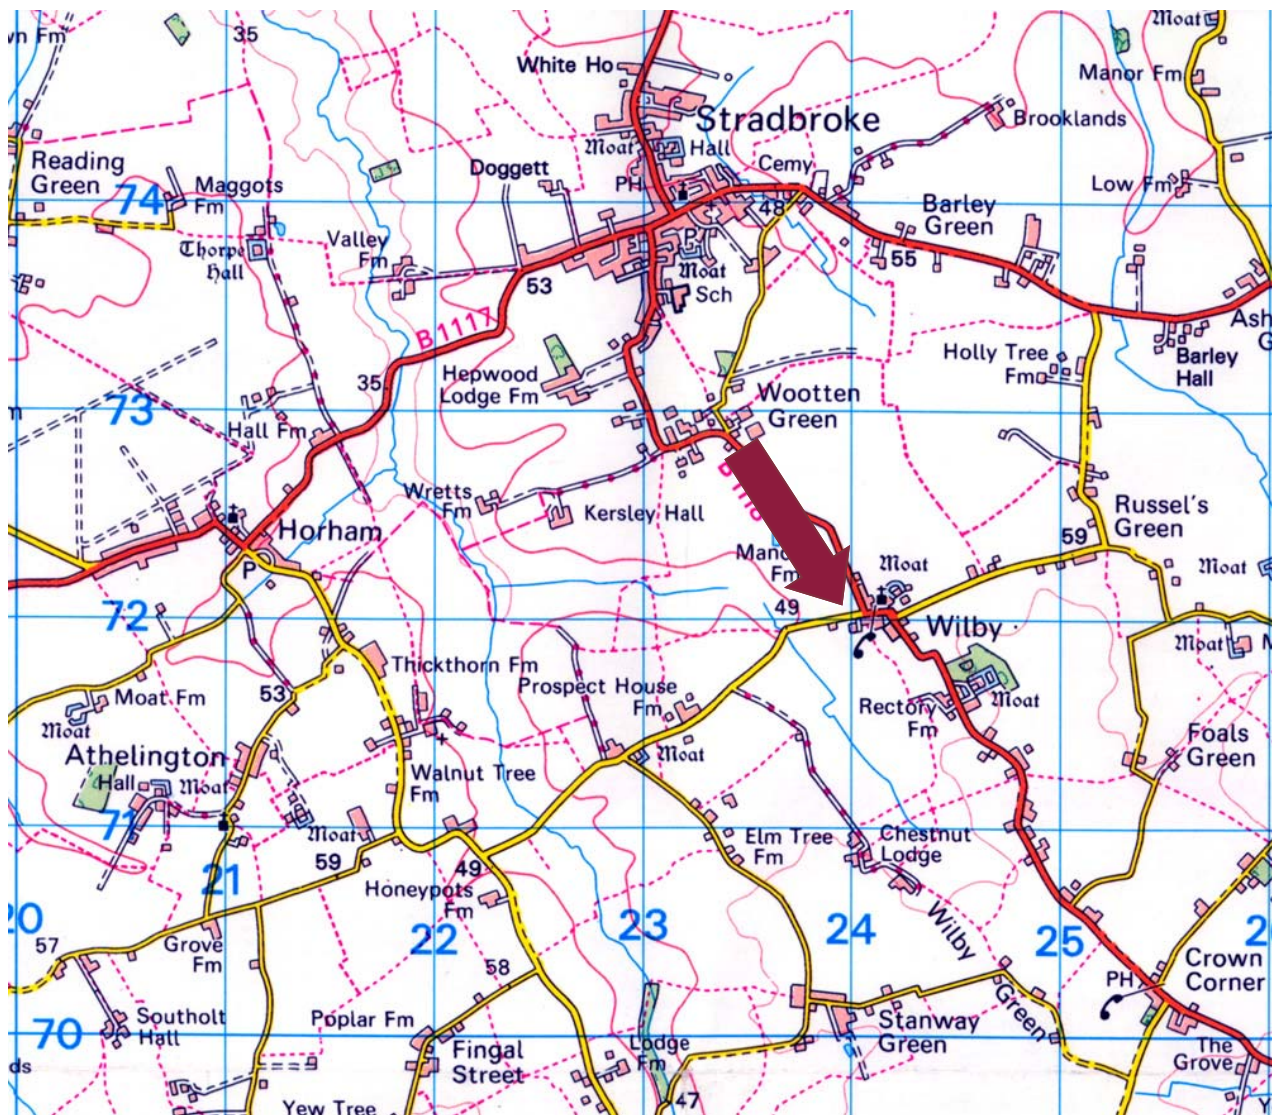 Moat
35
wn Fm
White Ho
Manor Fm
Stradbroke
Brooklands
Moat
Hall
Reading
Green
Doggett
Cemy
74
Maggots
Fm
PH
48
Low Fm
Barley
Green
Thorpe
Hall
Valley
Fm
P
Moat
55
53
Sch
B 1117
Ash
G
Holly Tree
Fm
Barley
Hall
35
Hepwood
Lodge Fm
Wootten
Green
73
Hall Fm
m
Wretts
Fm
Kersley Hall
Russel's
Green
Horham
P
Fm
59
Moat
Moat
72
49
Wilby
Moat
M
Thickthorn Fm
Prospect House
Fm
53
Moat Fm
Moat
Rectory
Fm
Moat
Athelington
Hall
Moat
Moat
Foals
Green
Walnut Tree
Fm
71
Moat
59
Elm Tree
Fm
Chestnut
Lodge
21
49
Honeypots
Fm
20
22
23
24
25
2
Wilby
Green
57
Grove
Fm
58
PH
Crown
Corner
Southolt
Hall
Poplar Fm
70
Stanway
Green
Fingal
Street
Lodge
Fm
The
Grove
ds
Yew Tree
47
Y